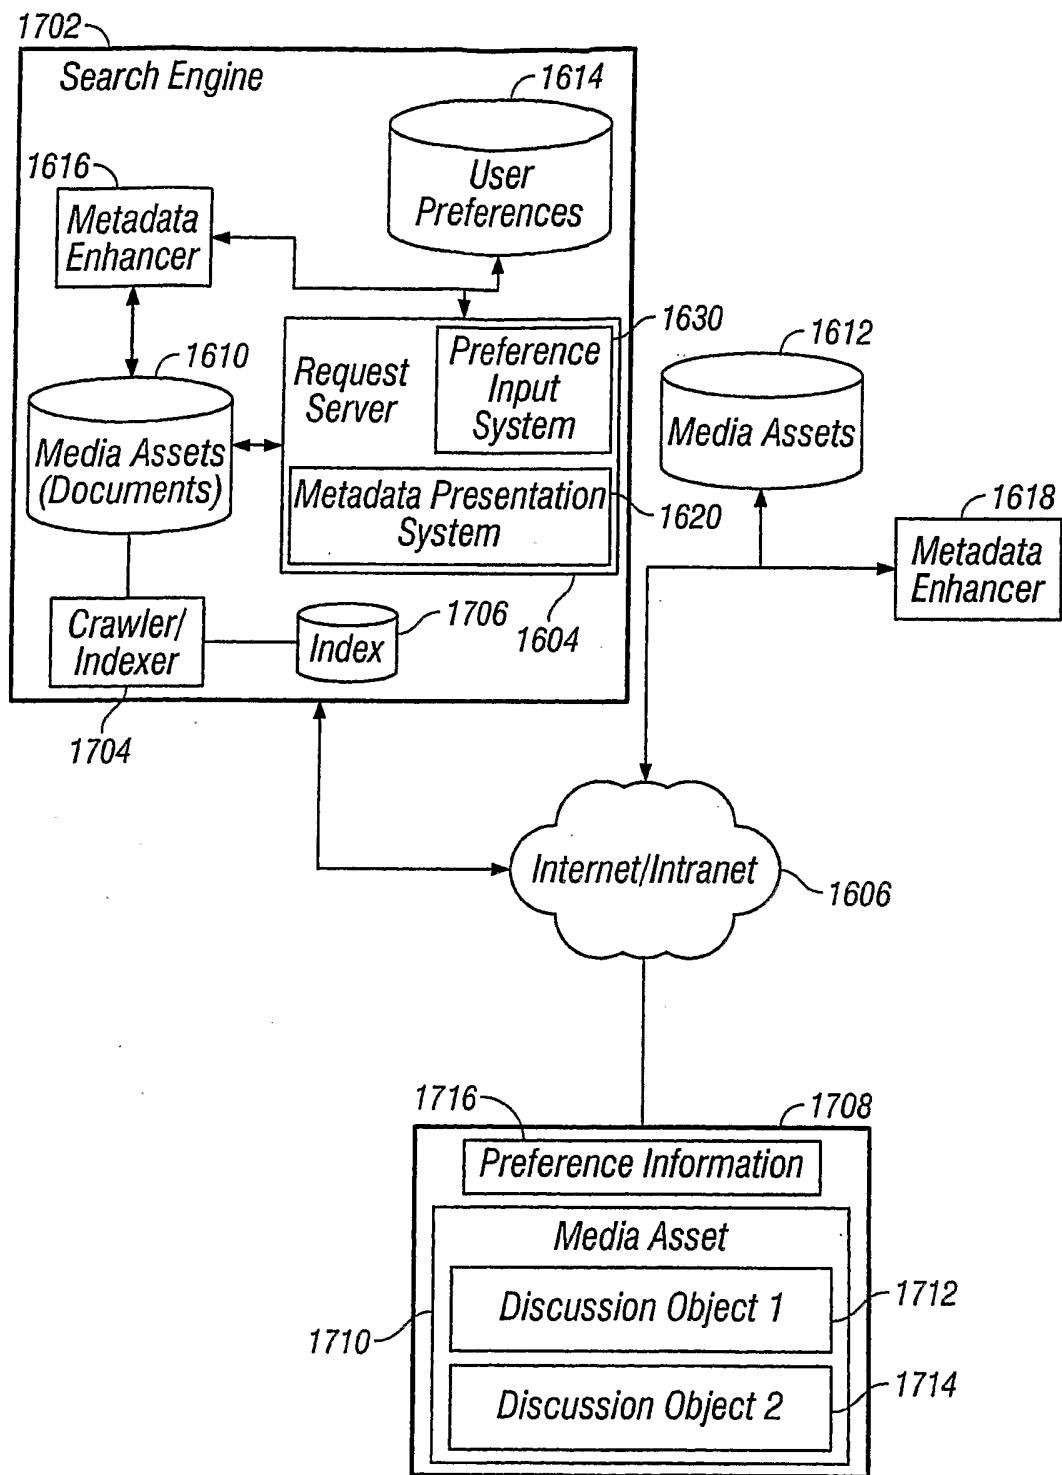 1702
Search Engine
1614
User
Preferences
1616
Metadata
Enhancer
1630
Preference
Input
System
Request
Server
1612
Media Assets
1610
Media Assets
(Documents)
Metadata Presentation
System
1620
1618
Metadata
Enhancer
1604
Crawler/
Indexer
1706
Index
1704
Internet/Intranet
1606
1716
1708
Preference Information
Media Asset
Discussion Object 1
1712
1710
Discussion Object 2
1714